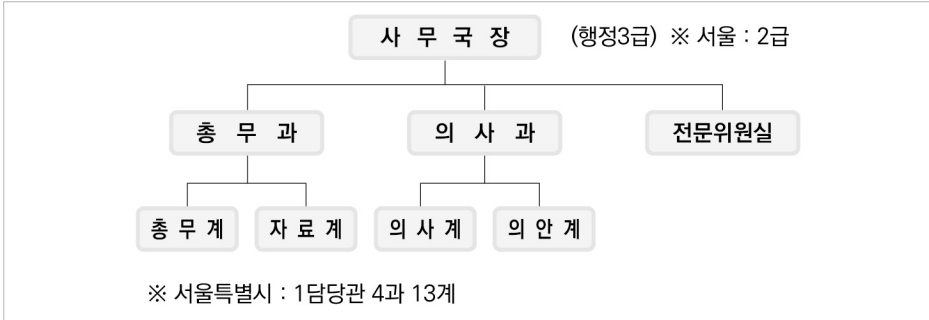 사 무 국 장 (행정3급) ※ 서울 : 2급
총 무 과 의 사 과 전문위원실
총 무 계 자 료 계 의 사 계 의 안 계
※ 서울특별시 : 1담당관 4과 13계